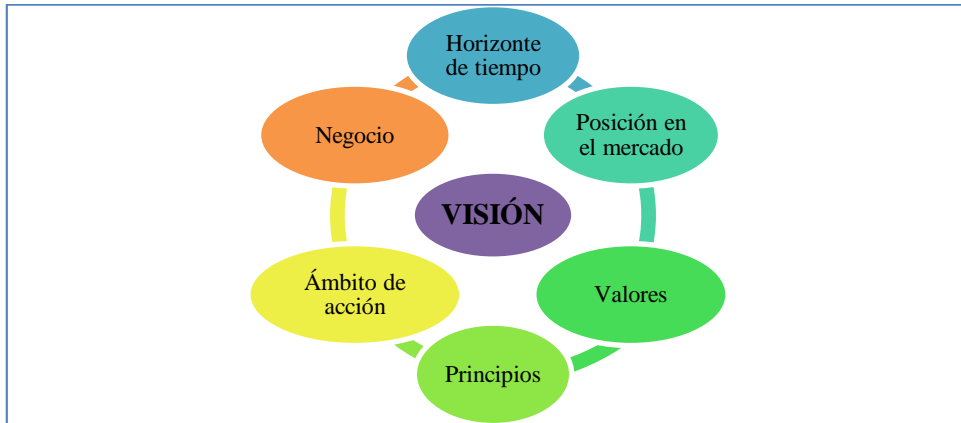 Horizonte
de tiempo
Posición en
el mercado
Valores
Principios
Ámbito de
acción
Negocio
VISIÓN